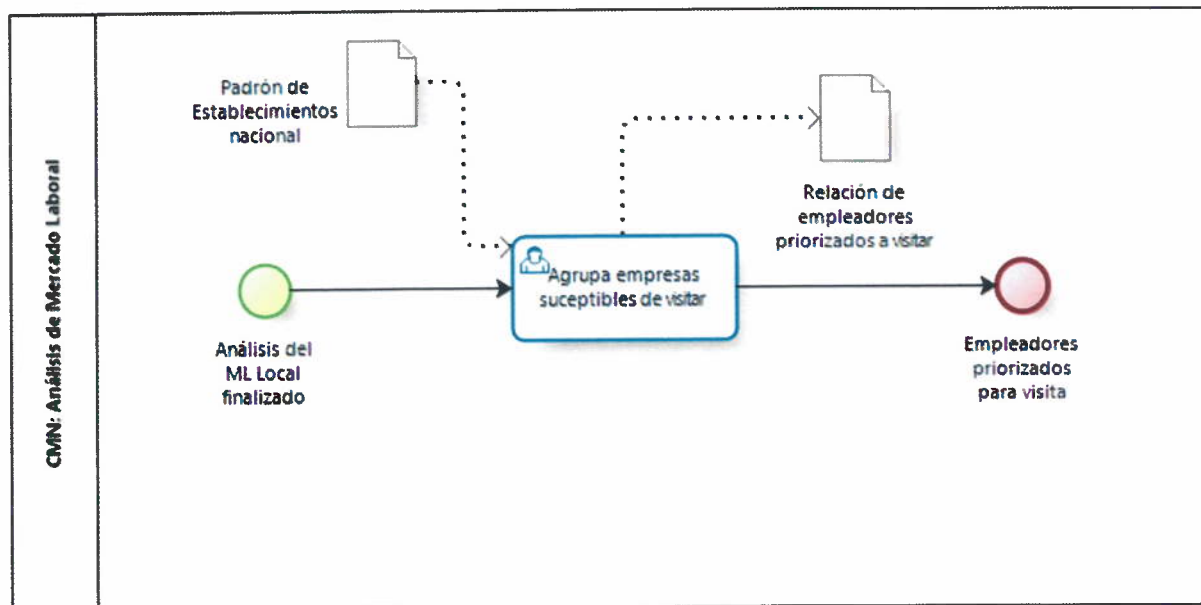 CMN: Análisis de Mercado Laboral
Padrón de
Establecimientos
nacional
Relación de
empleadores
priorizados a visitar
Agrupa empresas
suceptibles de visitar
Análisis del
ML Local
finalizado
Empleadores
priorizados
para visita